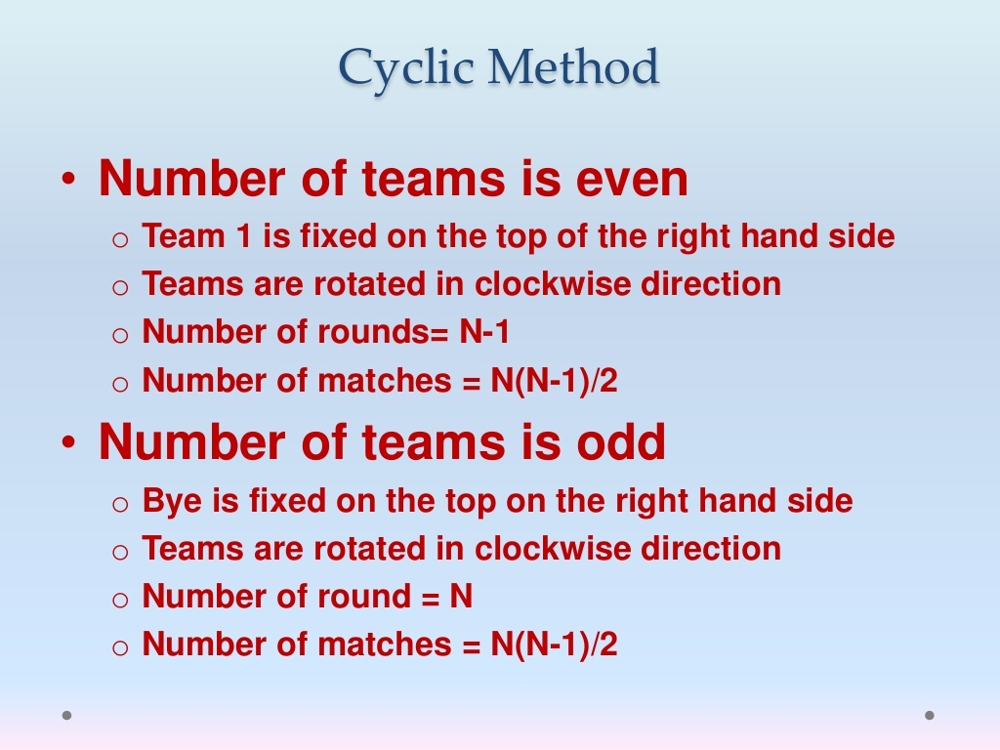 Cyclic Method
• Number of teams is even
o Team 1 is fixed on the top of the right hand side
o Teams are rotated in clockwise direction
o Number of rounds= N-1
o Number of matches = N(N-1)/2
• Number of teams is odd
o Bye is fixed on the top on the right hand side
o Teams are rotated in clockwise direction
o Number of round = N
o Number of matches = N(N-1)/2